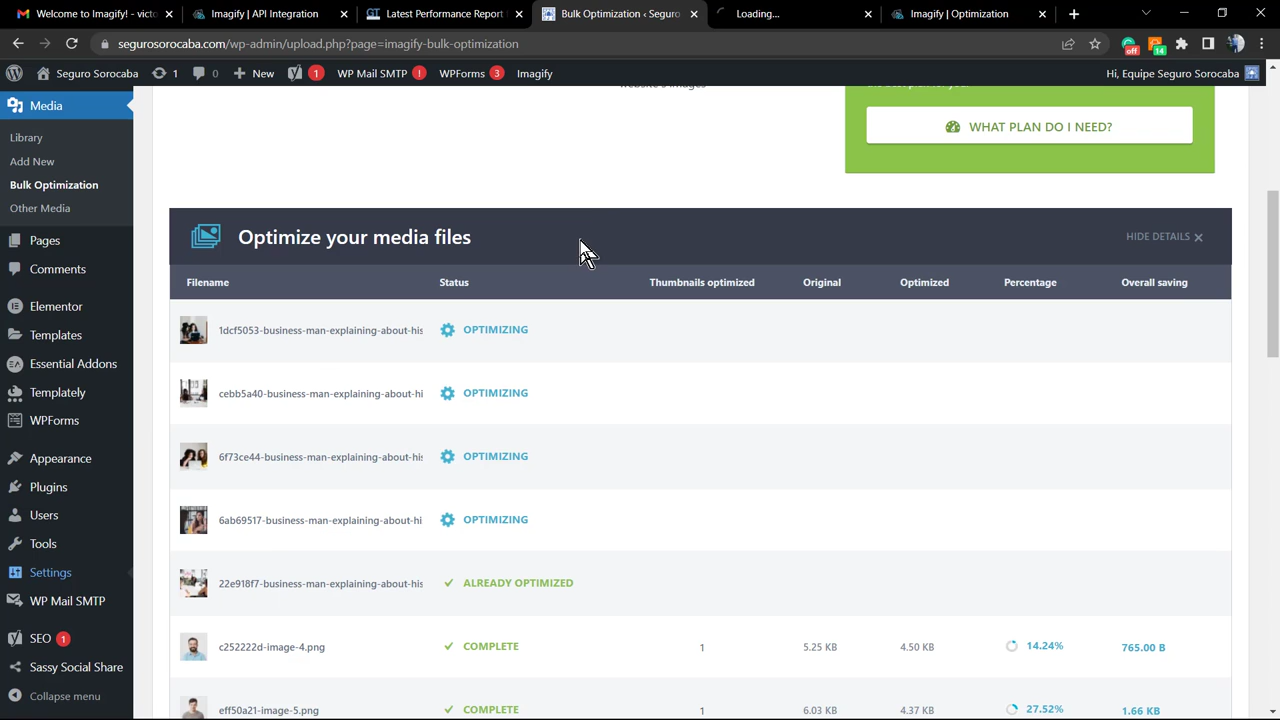 Welcome to Imagify! - victo
Imagify | API Integration
Latest Performance Report f
Bulk Optimization < Seguro
Loading...
Imagify | Optimization
segurosorocaba.com/wp-admin/upload.php?page=imagify-bulk-optimization
off
14
Seguro Sorocaba
1
0
New
1
WP Mail SMTP
!
WPForms
3
Imagify
Hi, Equipe Seguro Sorocaba
Media
Library
Add New
Bulk Optimization
Other Media
Pages
Comments
Elementor
Templates
Essential Addons
Templately
WPForms
Appearance
Plugins
Users
Tools
Settings
WP Mail SMTP
SEO 1
Sassy Social Share
Collapse menu
WHAT PLAN DO I NEED?
Optimize your media files
HIDE DETAILS
Filename Status Thumbnails optimized Original Optimized Percentage Overall saving
1dcf5053-business-man-explaining-about-his OPTIMIZING
cebb5a40-business-man-explaining-about-hi OPTIMIZING
6f73ce44-business-man-explaining-about-his OPTIMIZING
6ab69517-business-man-explaining-about-hi OPTIMIZING
22e918f7-business-man-explaining-about-his ALREADY OPTIMIZED
c252222d-image-4.png COMPLETE 1 5.25 KB 4.50 KB 14.24% 765.00 B
eff50a21-image-5.png COMPLETE 1 6.03 KB 4.37 KB 27.52% 1.66 KB